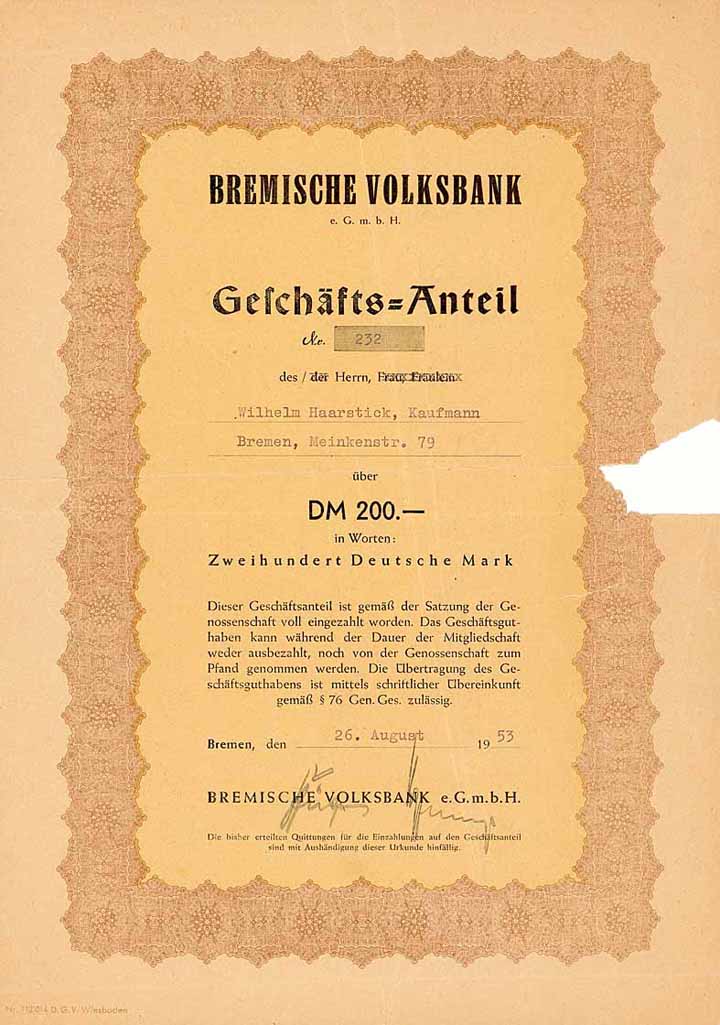 BREMISCHE VOLKSBANK
e. G. m. b. H.
Geſchäfts=Anteil
Nr. 232
des / der Herrn, Frau, Fräulein
Wilhelm Haarstick, Kaufmann
Bremen, Meinkenstr. 79
über
DM 200.—
in Worten:
Zweihundert Deutsche Mark
Dieser Geschäftsanteil ist gemäß der Satzung der Ge-
nossenschaft voll eingezahlt worden. Das Geschäftsgut-
haben kann während der Dauer der Mitgliedschaft
weder ausbezahlt, noch von der Genossenschaft zum
Pfand genommen werden. Die Übertragung des Ge-
schäftsguthabens ist mittels schriftlicher Übereinkunft
gemäß § 76 Gen. Ges. zulässig.
Bremen, den 26. August 1953
BREMISCHE VOLKSBANK e.G.m.b.H.
Die bisher erteilten Quittungen für die Einzahlungen auf den Geschäftsanteil
sind mit Aushändigung dieser Urkunde hinfällig.
D. G. V. Wiesbaden